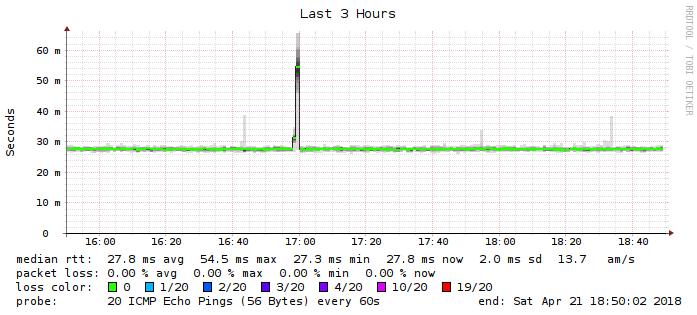 Last 3 Hours
RRDTOOL / TOBI OETIKER
Seconds
60 m
50 m
40 m
30 m
20 m
10 m
0
16:00 16:20 16:40 17:00 17:20 17:40 18:00 18:20 18:40
median rtt: 27.8 ms avg 54.5 ms max 27.3 ms min 27.8 ms now 2.0 ms sd 13.7 am/s
packet loss: 0.00 % avg 0.00 % max 0.00 % min 0.00 % now
loss color: 0 1/20 2/20 3/20 4/20 10/20 19/20
probe: 20 ICMP Echo Pings (56 Bytes) every 60s end: Sat Apr 21 18:50:02 2018